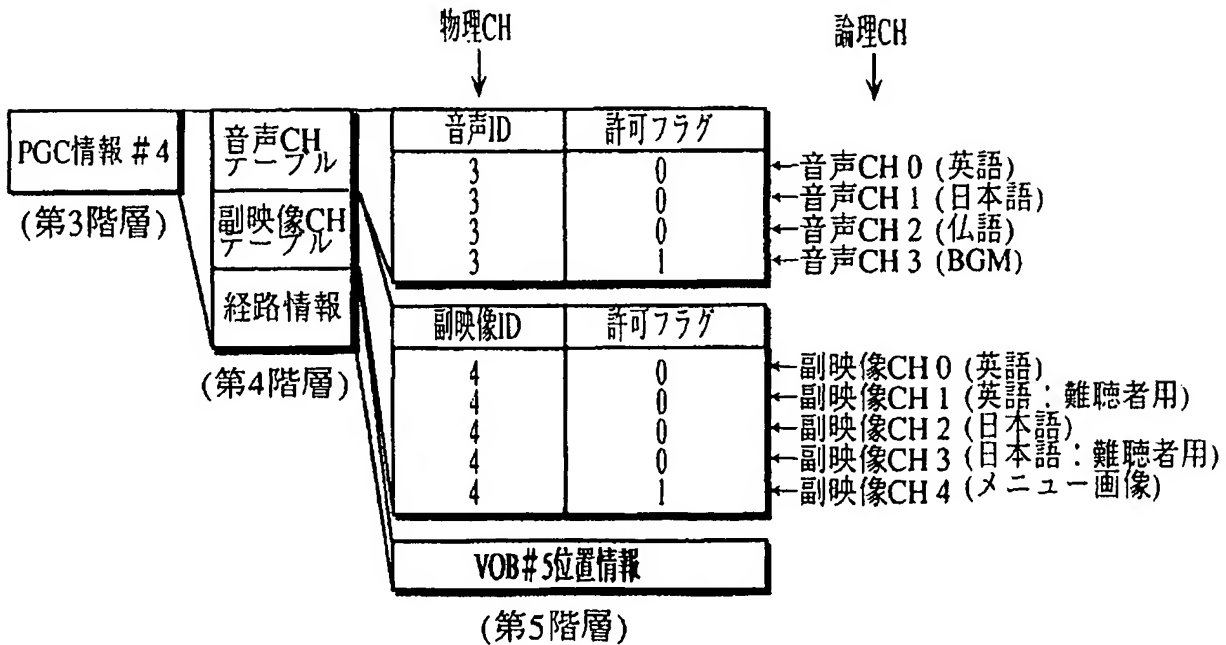 物理CH
論理CH
PGC情報#4
(第3階層)
音声CH
テーブル
副映像CH
テーブル
経路情報
(第4階層)
音声ID 許可フラグ
3 0 ←音声CH 0 (英語)
3 0 ←音声CH 1 (日本語)
3 0 ←音声CH 2 (仏語)
3 1 ←音声CH 3 (BGM)
副映像ID 許可フラグ
4 0 ←副映像CH 0 (英語)
4 0 ←副映像CH 1 (英語:難聴者用)
4 0 ←副映像CH 2 (日本語)
4 0 ←副映像CH 3 (日本語:難聴者用)
4 1 ←副映像CH 4 (メニュー画像)
VOB#5位置情報
(第5階層)